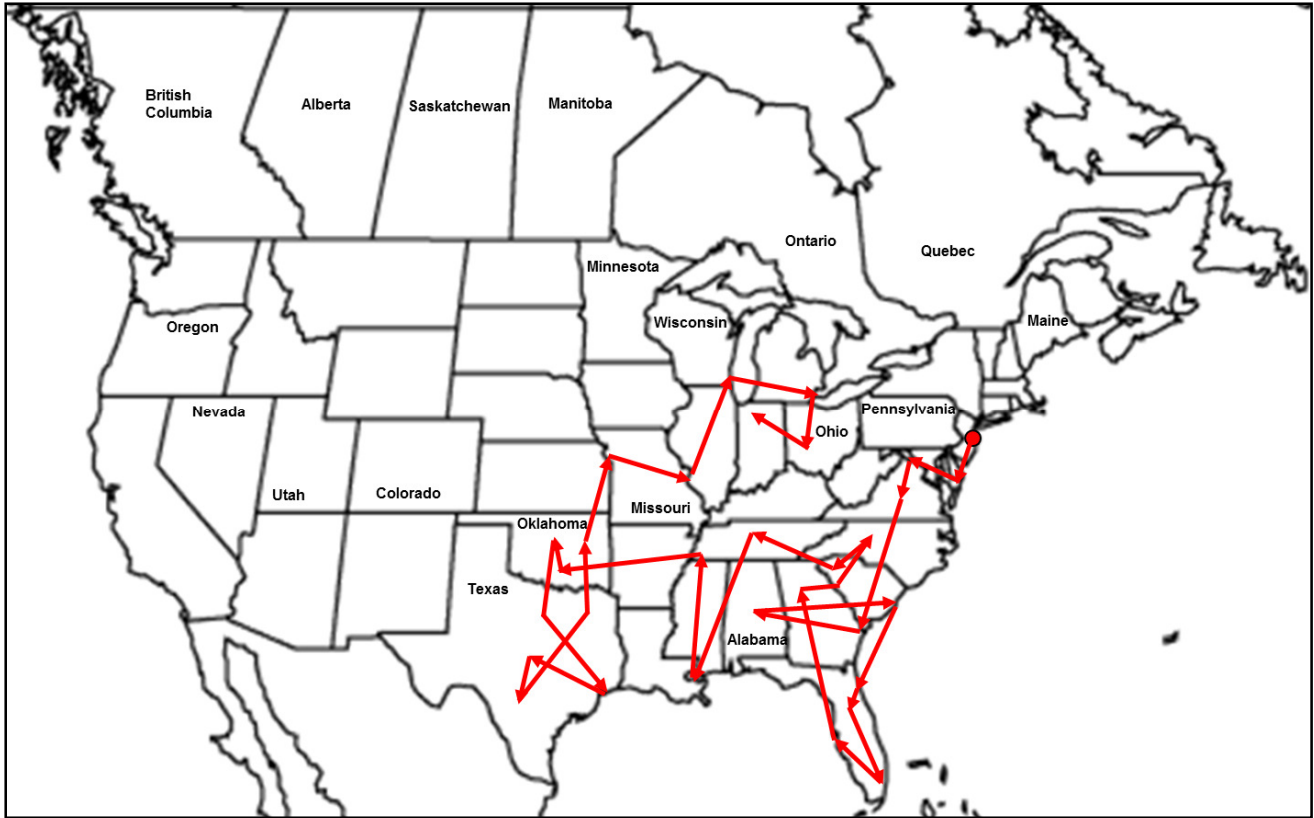 British
Columbia
Alberta
Saskatchewan
Manitoba
Ontario
Quebec
Minnesota
Wisconsin
Maine
Oregon
Nevada
Pennsylvania
Ohio
Utah
Colorado
Missouri
Oklahoma
Texas
Alabama